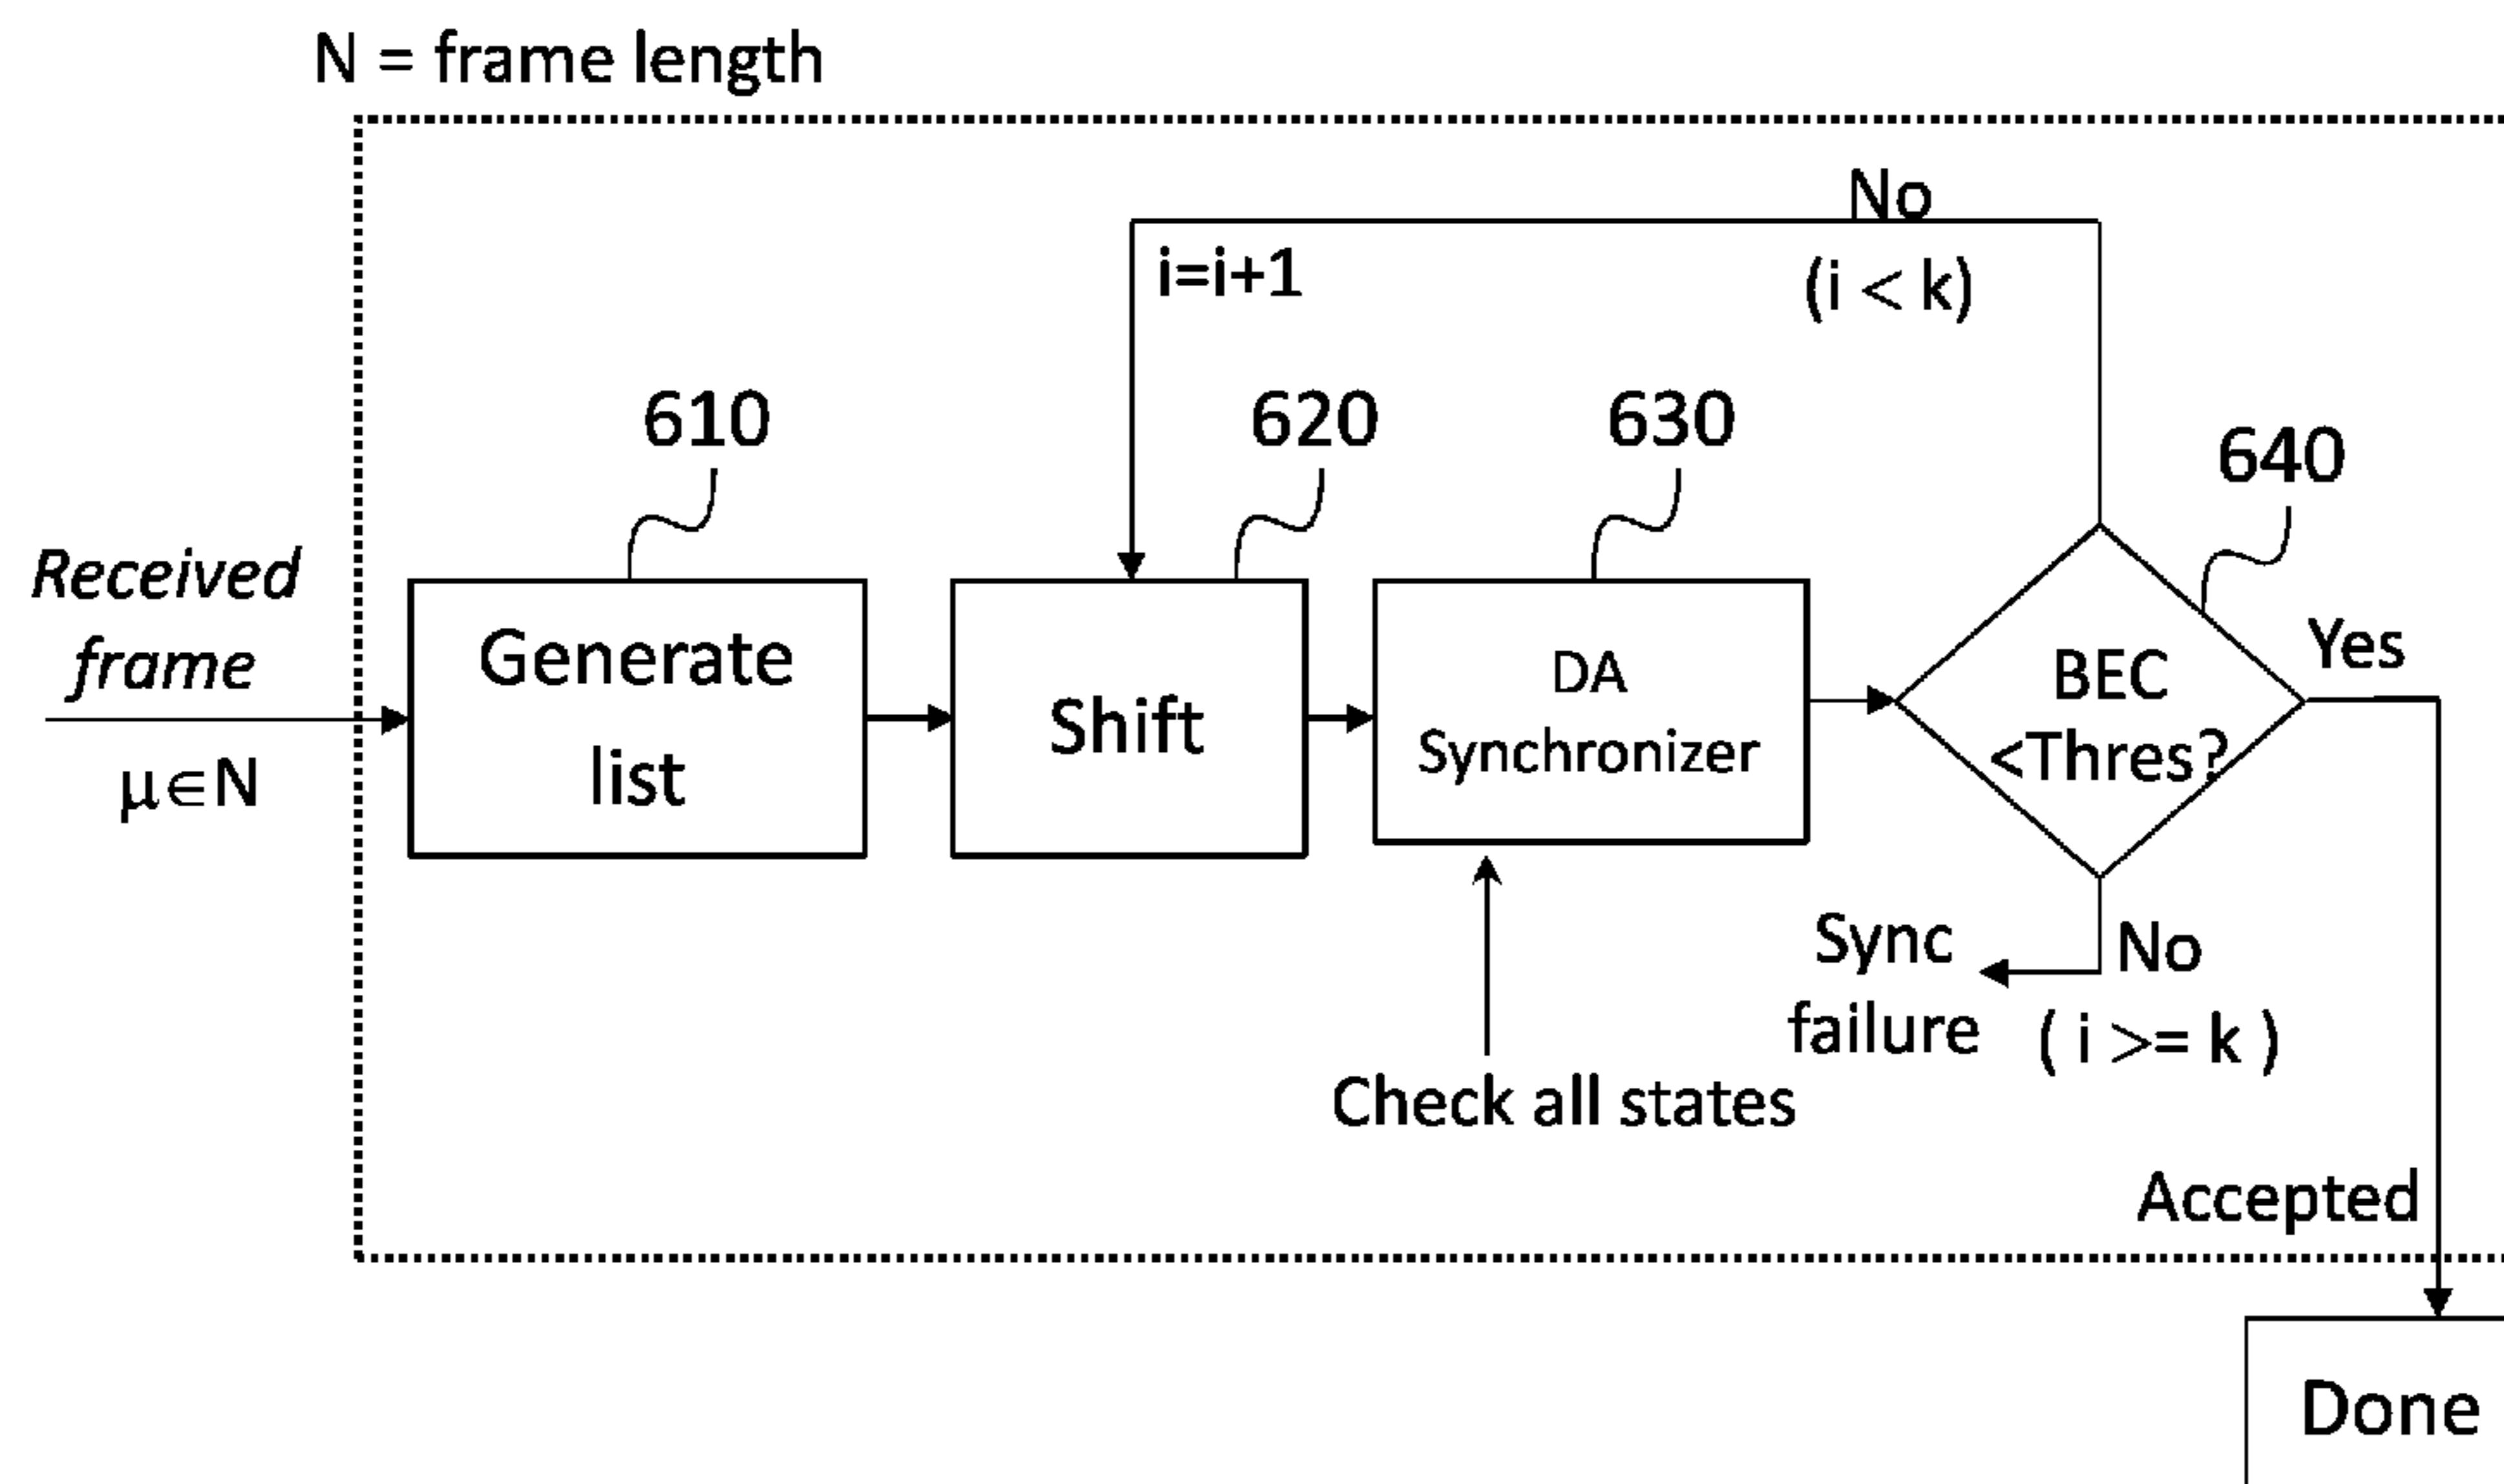 N = frame length
No
i=i+1
(i < k)
610
620
630
640
Received
frame
μ∈N
Generate
list
Shift
DA
Synchronizer
BEC
<Thres?
Yes
Sync
failure
No
( i >= k )
Check all states
Accepted
Done